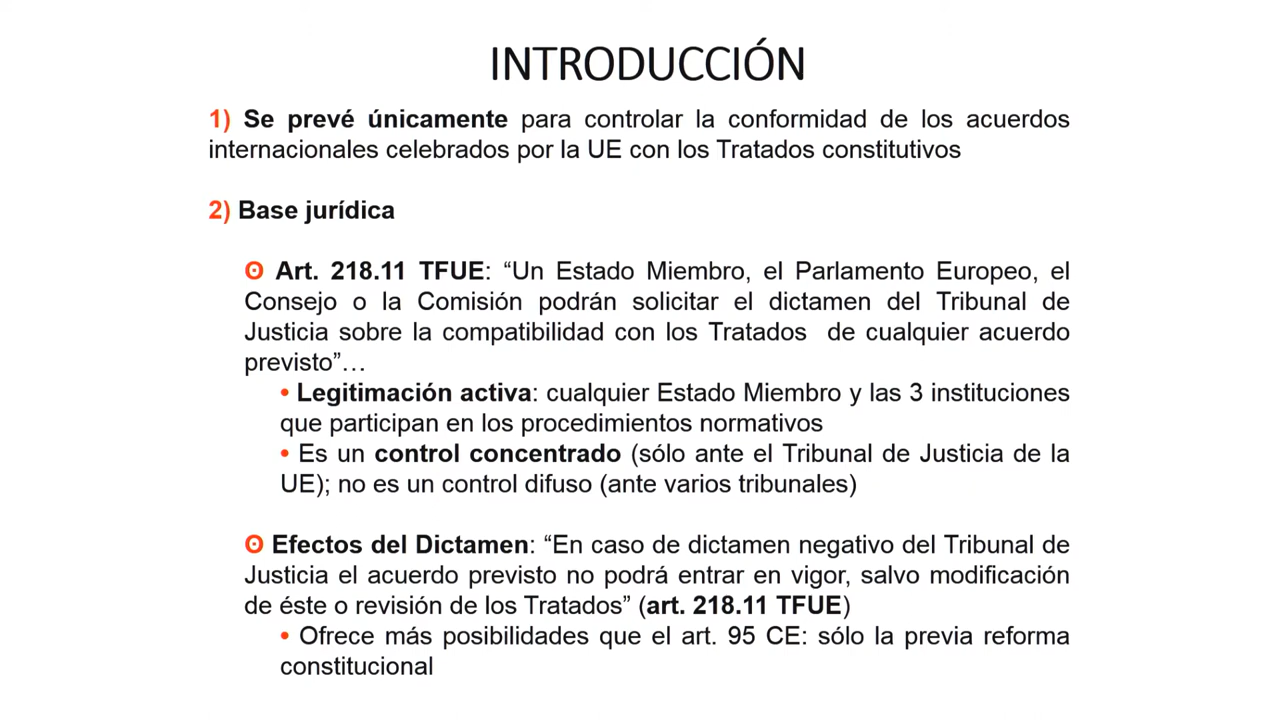 INTRODUCCIÓN
1) Se prevé únicamente para controlar la conformidad de los acuerdos
internacionales celebrados por la UE con los Tratados constitutivos
2) Base jurídica
ʘ Art. 218.11 TFUE: “Un Estado Miembro, el Parlamento Europeo, el
Consejo o la Comisión podrán solicitar el dictamen del Tribunal de
Justicia sobre la compatibilidad con los Tratados de cualquier acuerdo
previsto”…
• Legitimación activa: cualquier Estado Miembro y las 3 instituciones
que participan en los procedimientos normativos
• Es un control concentrado (sólo ante el Tribunal de Justicia de la
UE); no es un control difuso (ante varios tribunales)
ʘ Efectos del Dictamen: “En caso de dictamen negativo del Tribunal de
Justicia el acuerdo previsto no podrá entrar en vigor, salvo modificación
de éste o revisión de los Tratados” (art. 218.11 TFUE)
• Ofrece más posibilidades que el art. 95 CE: sólo la previa reforma
constitucional